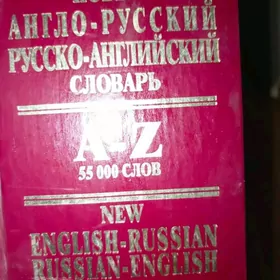 АНГЛО-РУССКИЙ
РУССКО-АНГЛИЙСКИЙ
СЛОВАРЬ
A-Z
55 000 СЛОВ
NEW
ENGLISH-RUSSIAN
RUSSIAN-ENGLISH